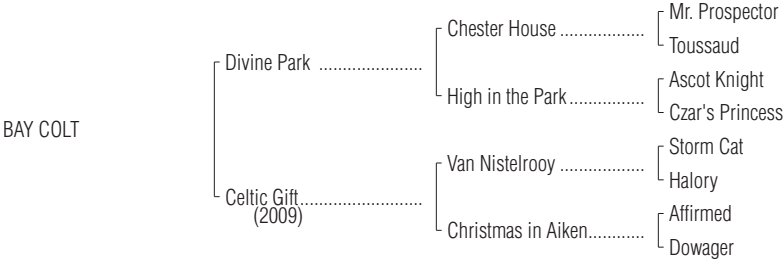 Mr. Prospector
Chester House ..................
Toussaud
Divine Park ......................
Ascot Knight
High in the Park................
Czar's Princess
BAY COLT
Storm Cat
Van Nistelrooy ..................
Halory
Celtic Gift..........................
(2009)
Affirmed
Christmas in Aiken............
Dowager